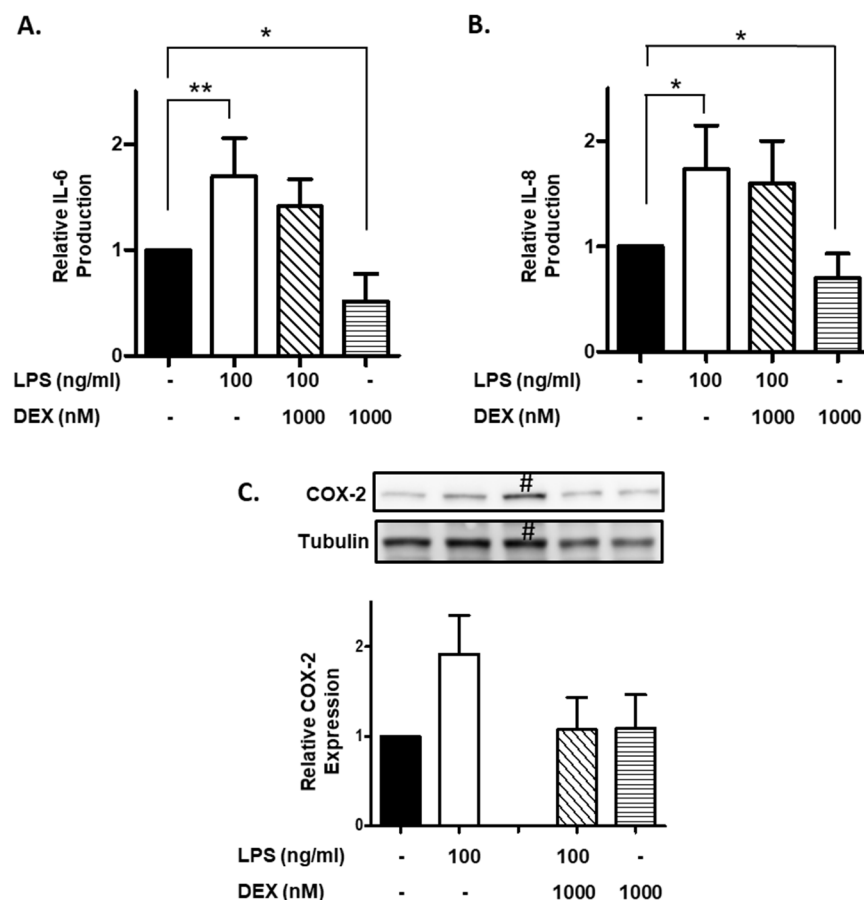 A.
*
**
2
1
0
Relative IL-6
Production
LPS (ng/ml) - 100 100 -
DEX (nM) - - 1000 1000
B.
*
*
2
1
0
Relative IL-8
Production
LPS (ng/ml) - 100 100 -
DEX (nM) - - 1000 1000
C.
COX-2 #
Tubulin #
2
1
0
Relative COX-2
Expression
LPS (ng/ml) - 100 100 -
DEX (nM) - - 1000 1000